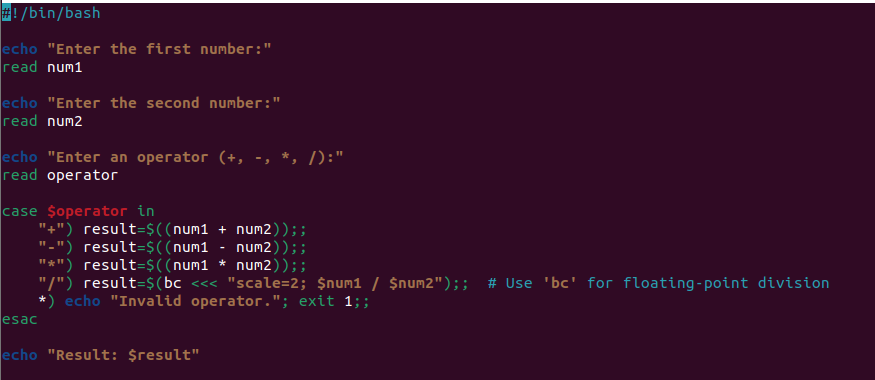 #!/bin/bash
echo "Enter the first number:"
read num1
echo "Enter the second number:"
read num2
echo "Enter an operator (+, -, *, /):"
read operator
case $operator in
    "+") result=$((num1 + num2));;
    "-") result=$((num1 - num2));;
    "*") result=$((num1 * num2));;
    "/") result=$(bc <<< "scale=2; $num1 / $num2");;  # Use 'bc' for floating-point division
    *) echo "Invalid operator."; exit 1;;
esac
echo "Result: $result"